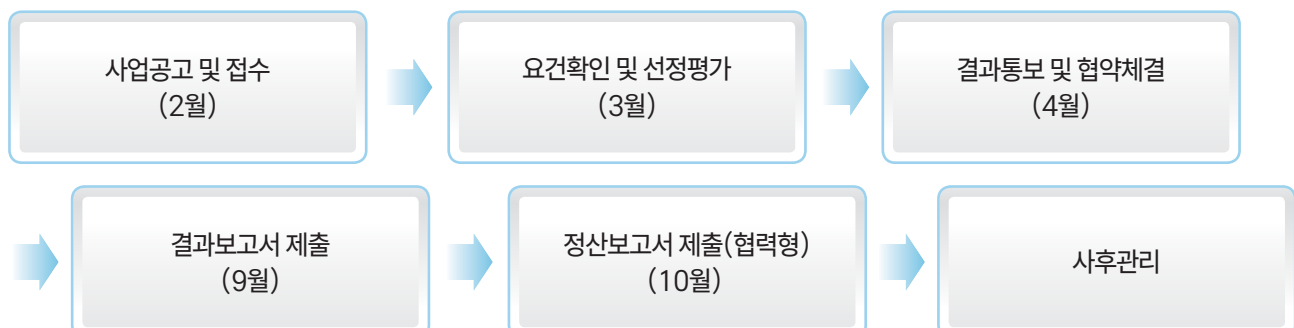 사업공고 및 접수
(2월)
요건확인 및 선정평가
(3월)
결과통보 및 협약체결
(4월)
결과보고서 제출
(9월)
정산보고서 제출(협력형)
(10월)
사후관리